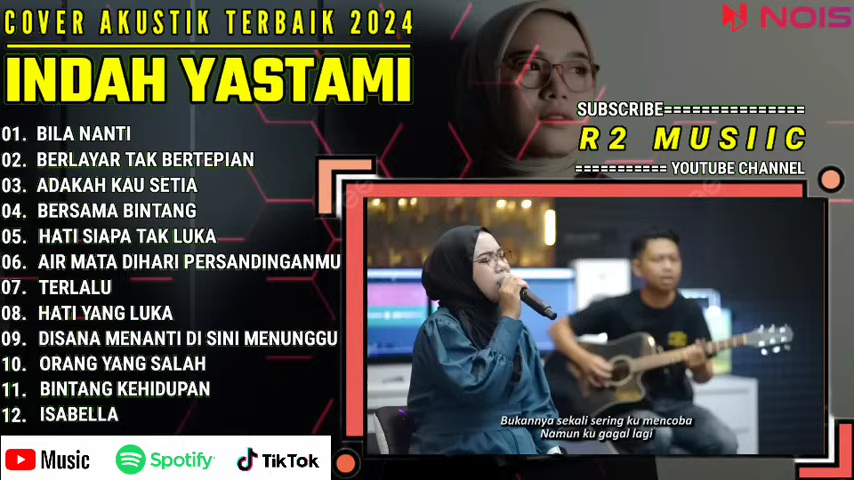 COVER AKUSTIK TERBAIK 2024
INDAH YASTAMI
01. BILA NANTI
02. BERLAYAR TAK BERTEPIAN
03. ADAKAH KAU SETIA
04. BERSAMA BINTANG
05. HATI SIAPA TAK LUKA
06. AIR MATA DIHARI PERSANDINGANMU
07. TERLALU
08. HATI YANG LUKA
09. DISANA MENANTI DI SINI MENUNGGU
10. ORANG YANG SALAH
11. BINTANG KEHIDUPAN
12. ISABELLA
Music
Spotify
TikTok
NOIS
SUBSCRIBE===============
R2 MUSIIC
=========== YOUTUBE CHANNEL
Bukannya sekali sering ku mencoba
Namun ku gagal lagi